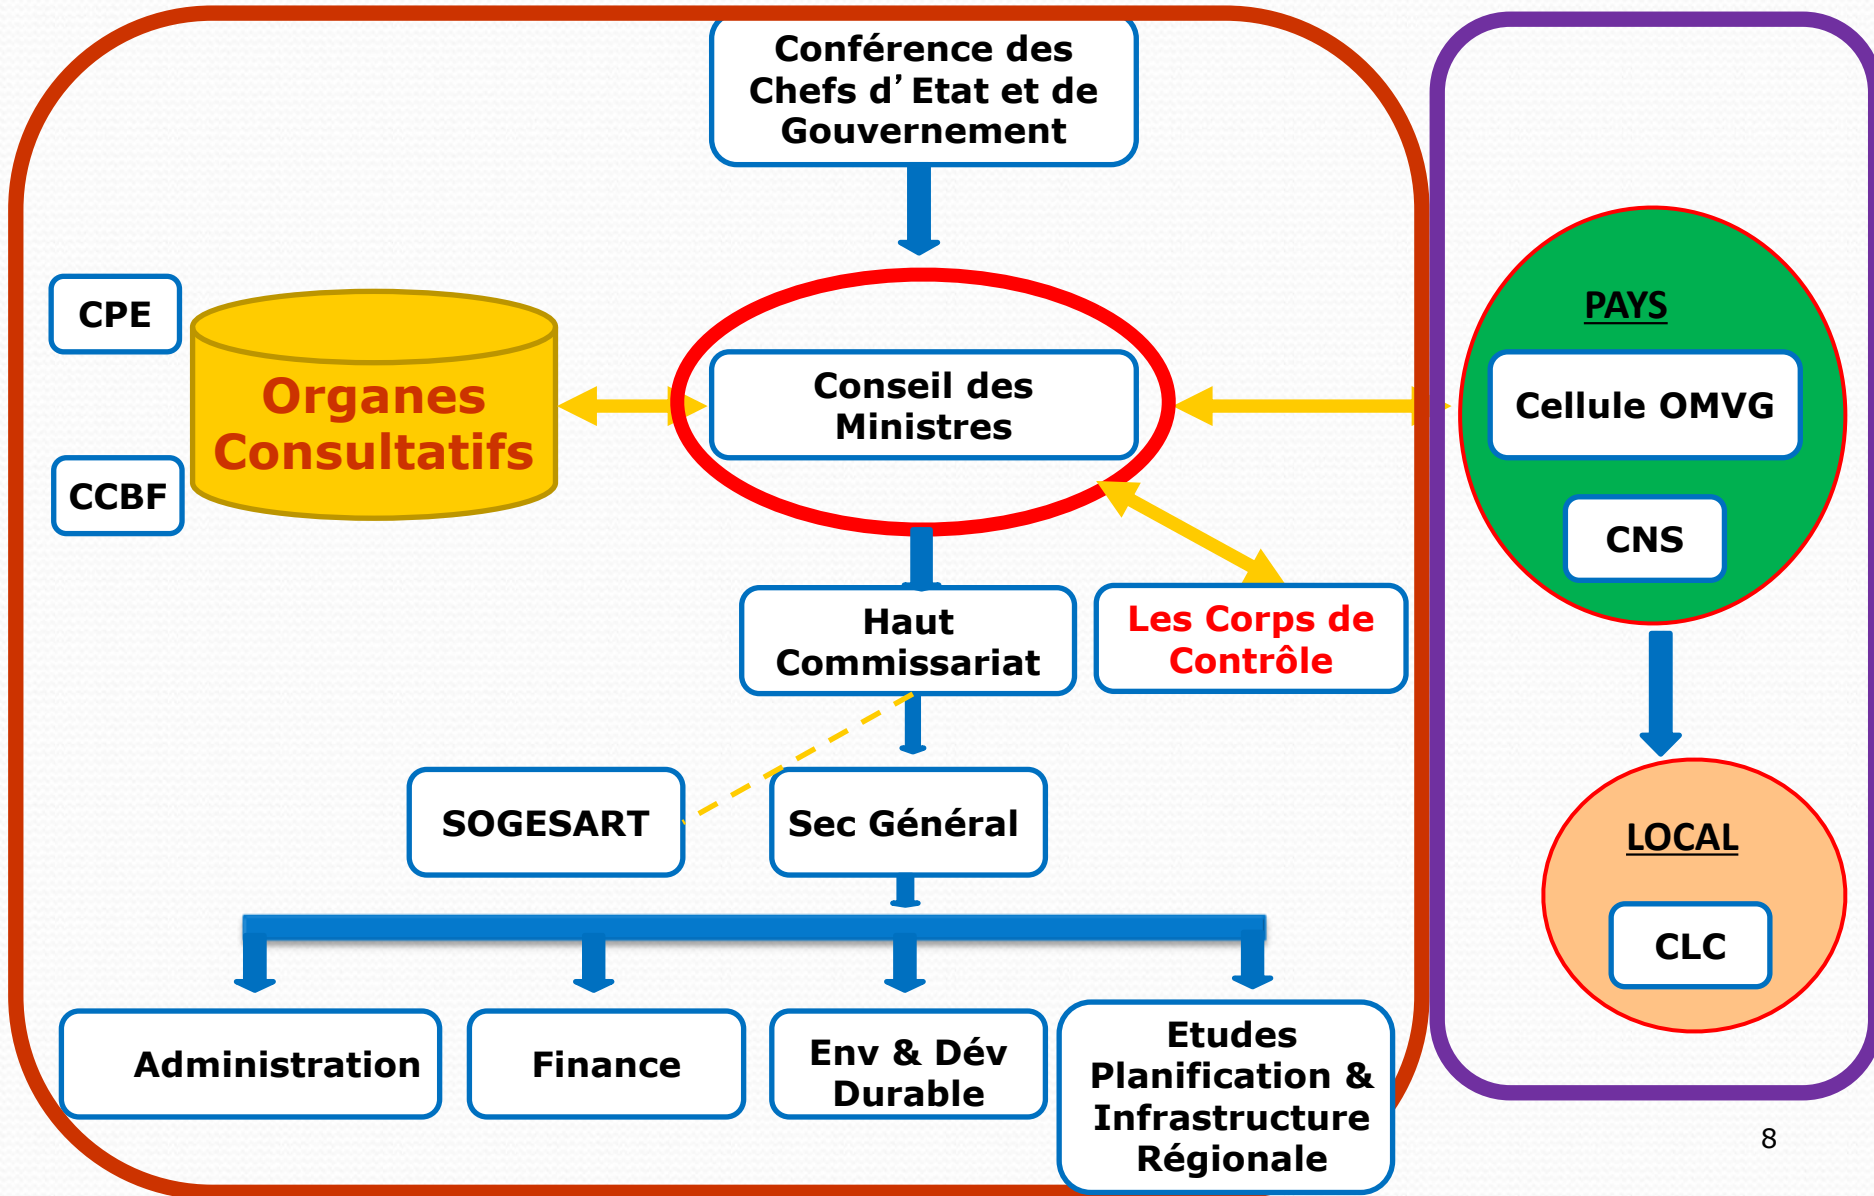 Conférence des
Chefs d’ Etat et de
Gouvernement
CPE
CCBF
Organes
Consultatifs
Conseil des
Ministres
Haut
Commissariat
Les Corps de
Contrôle
SOGESART
Sec Général
Administration
Finance
Env & Dév
Durable
Etudes
Planification &
Infrastructure
Régionale
PAYS
Cellule OMVG
CNS
LOCAL
CLC
8